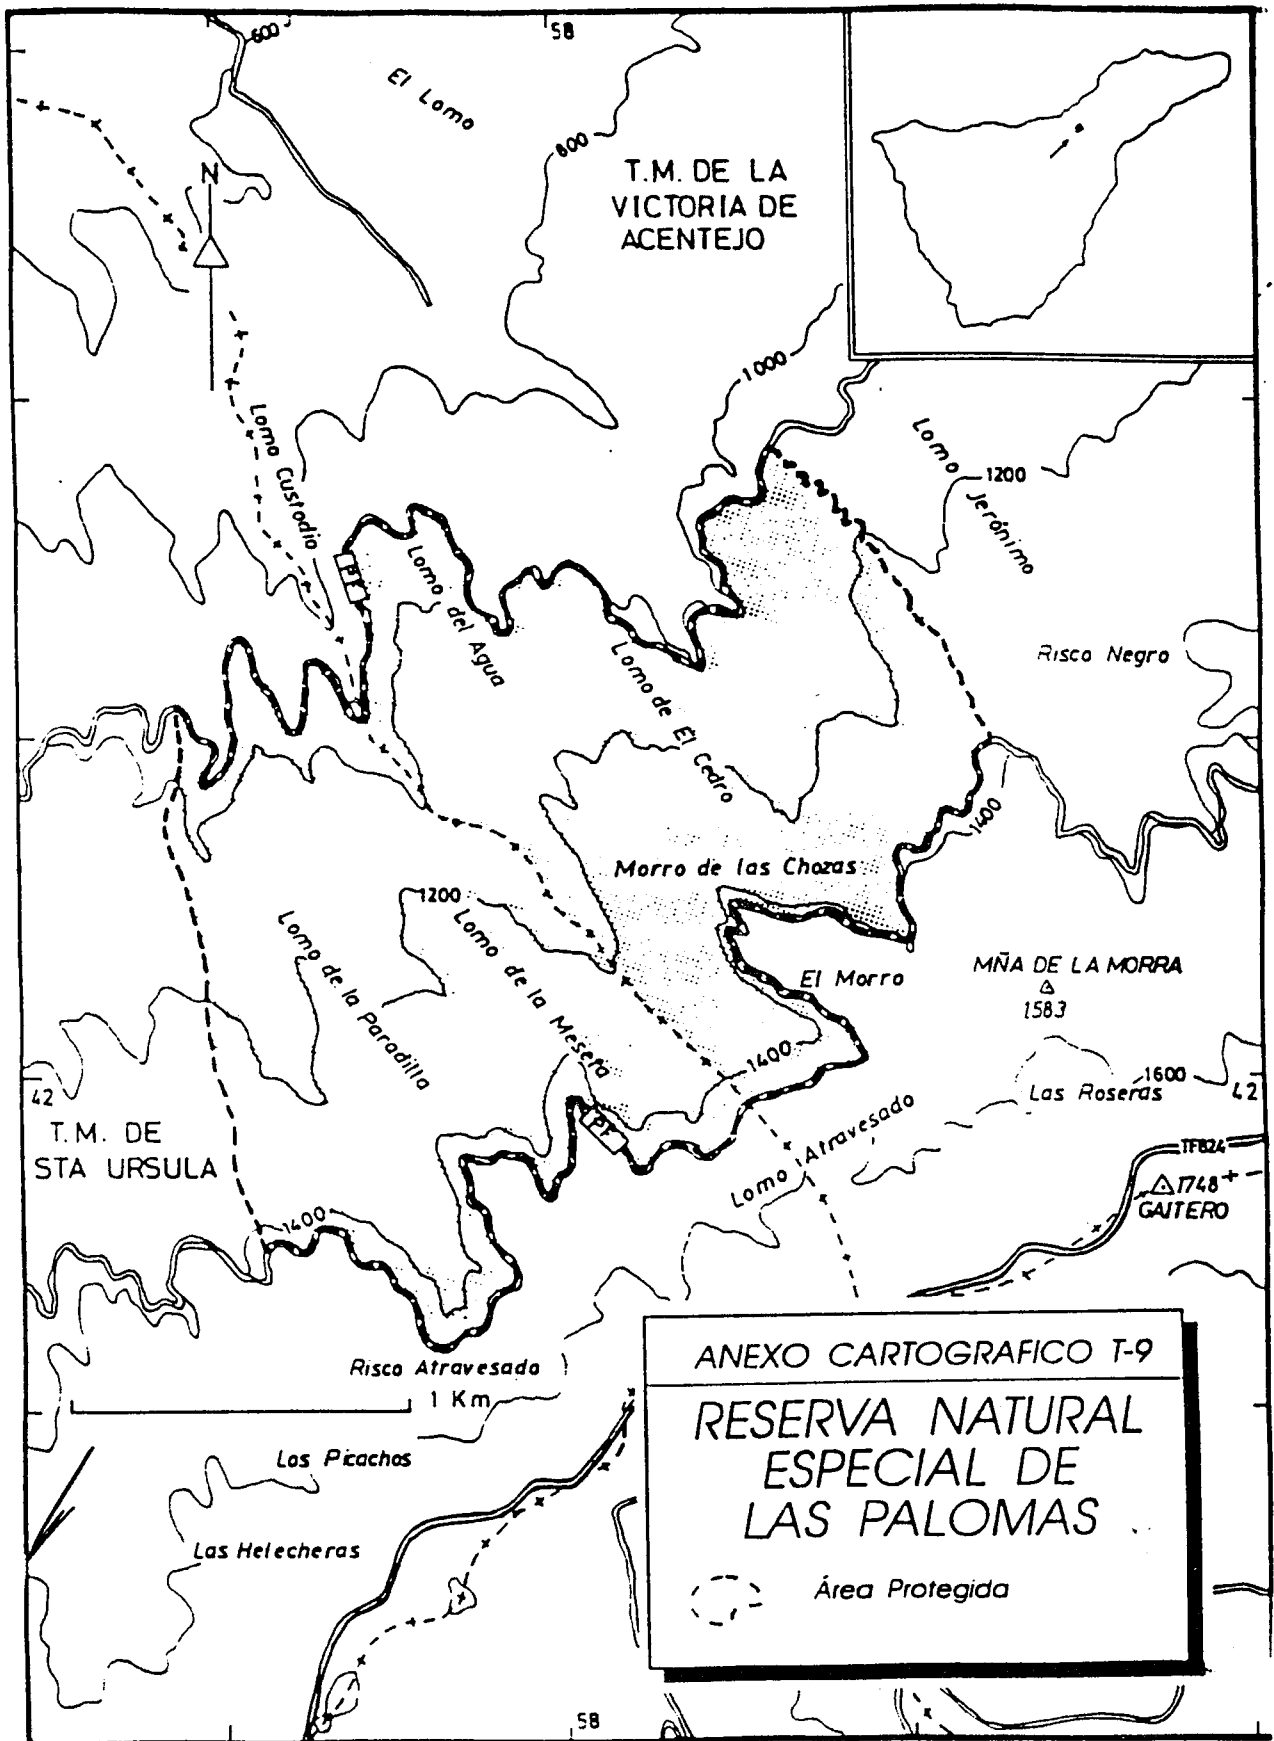 600
58
El Lomo
800
T.M. DE LA
VICTORIA DE
ACENTEJO
N
1000
Lomo Custodio
Lomo Jerónimo
1200
PF
Lomo del Agua
Lomo de El Cedro
Risco Negro
1400
Morro de las Chozas
1200
Lomo de la Paradilla
Lomo de la Meseta
El Morro
MÑA DE LA MORRA
1583
1400
1600
Las Roseras
42
42
T.M. DE
STA URSULA
PF
Lomo Atravesado
TF824
1748
GAITERO
1400
Risco Atravesado
1 Km
Los Picachos
Las Helecheras
ANEXO CARTOGRAFICO T-9
RESERVA NATURAL
ESPECIAL DE
LAS PALOMAS
Área Protegida
58